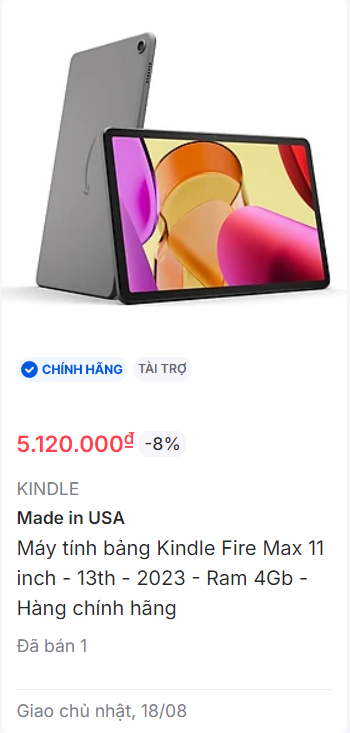 CHÍNH HÃNG TÀI TRỢ
5.120.000₫ -8%
KINDLE
Made in USA
Máy tính bảng Kindle Fire Max 11
inch - 13th - 2023 - Ram 4Gb -
Hàng chính hãng
Đã bán 1
Giao chủ nhật, 18/08